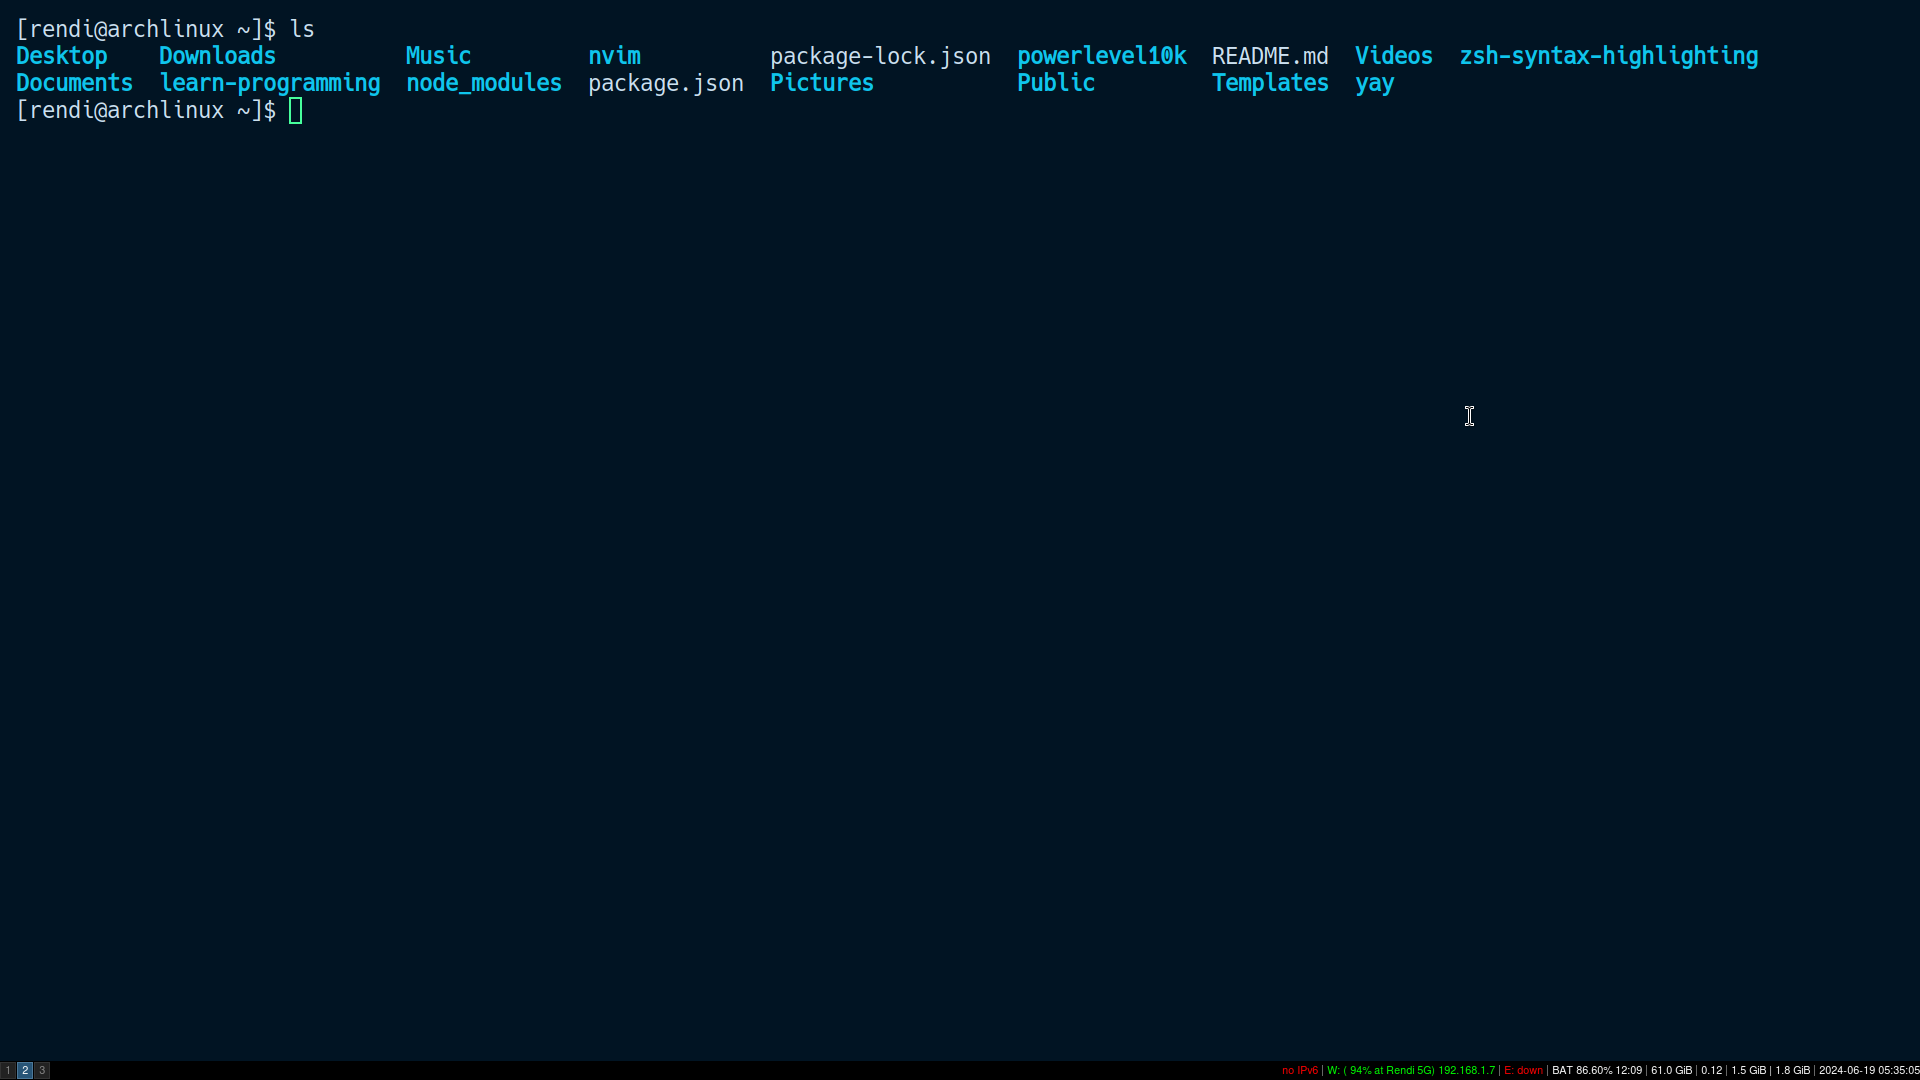 [rendi@archlinux ~]$ ls
Desktop Downloads Music nvim package-lock.json powerlevel10k README.md Videos zsh-syntax-highlighting
Documents learn-programming node_modules package.json Pictures Public Templates yay
[rendi@archlinux ~]$
1 2 3 no IPv6 | W: ( 94% at Rendi 5G) 192.168.1.7 | E: down | BAT 86.60% 12:09 | 61.0 GiB | 0.12 | 1.5 GiB | 1.8 GiB | 2024-06-19 05:35:05